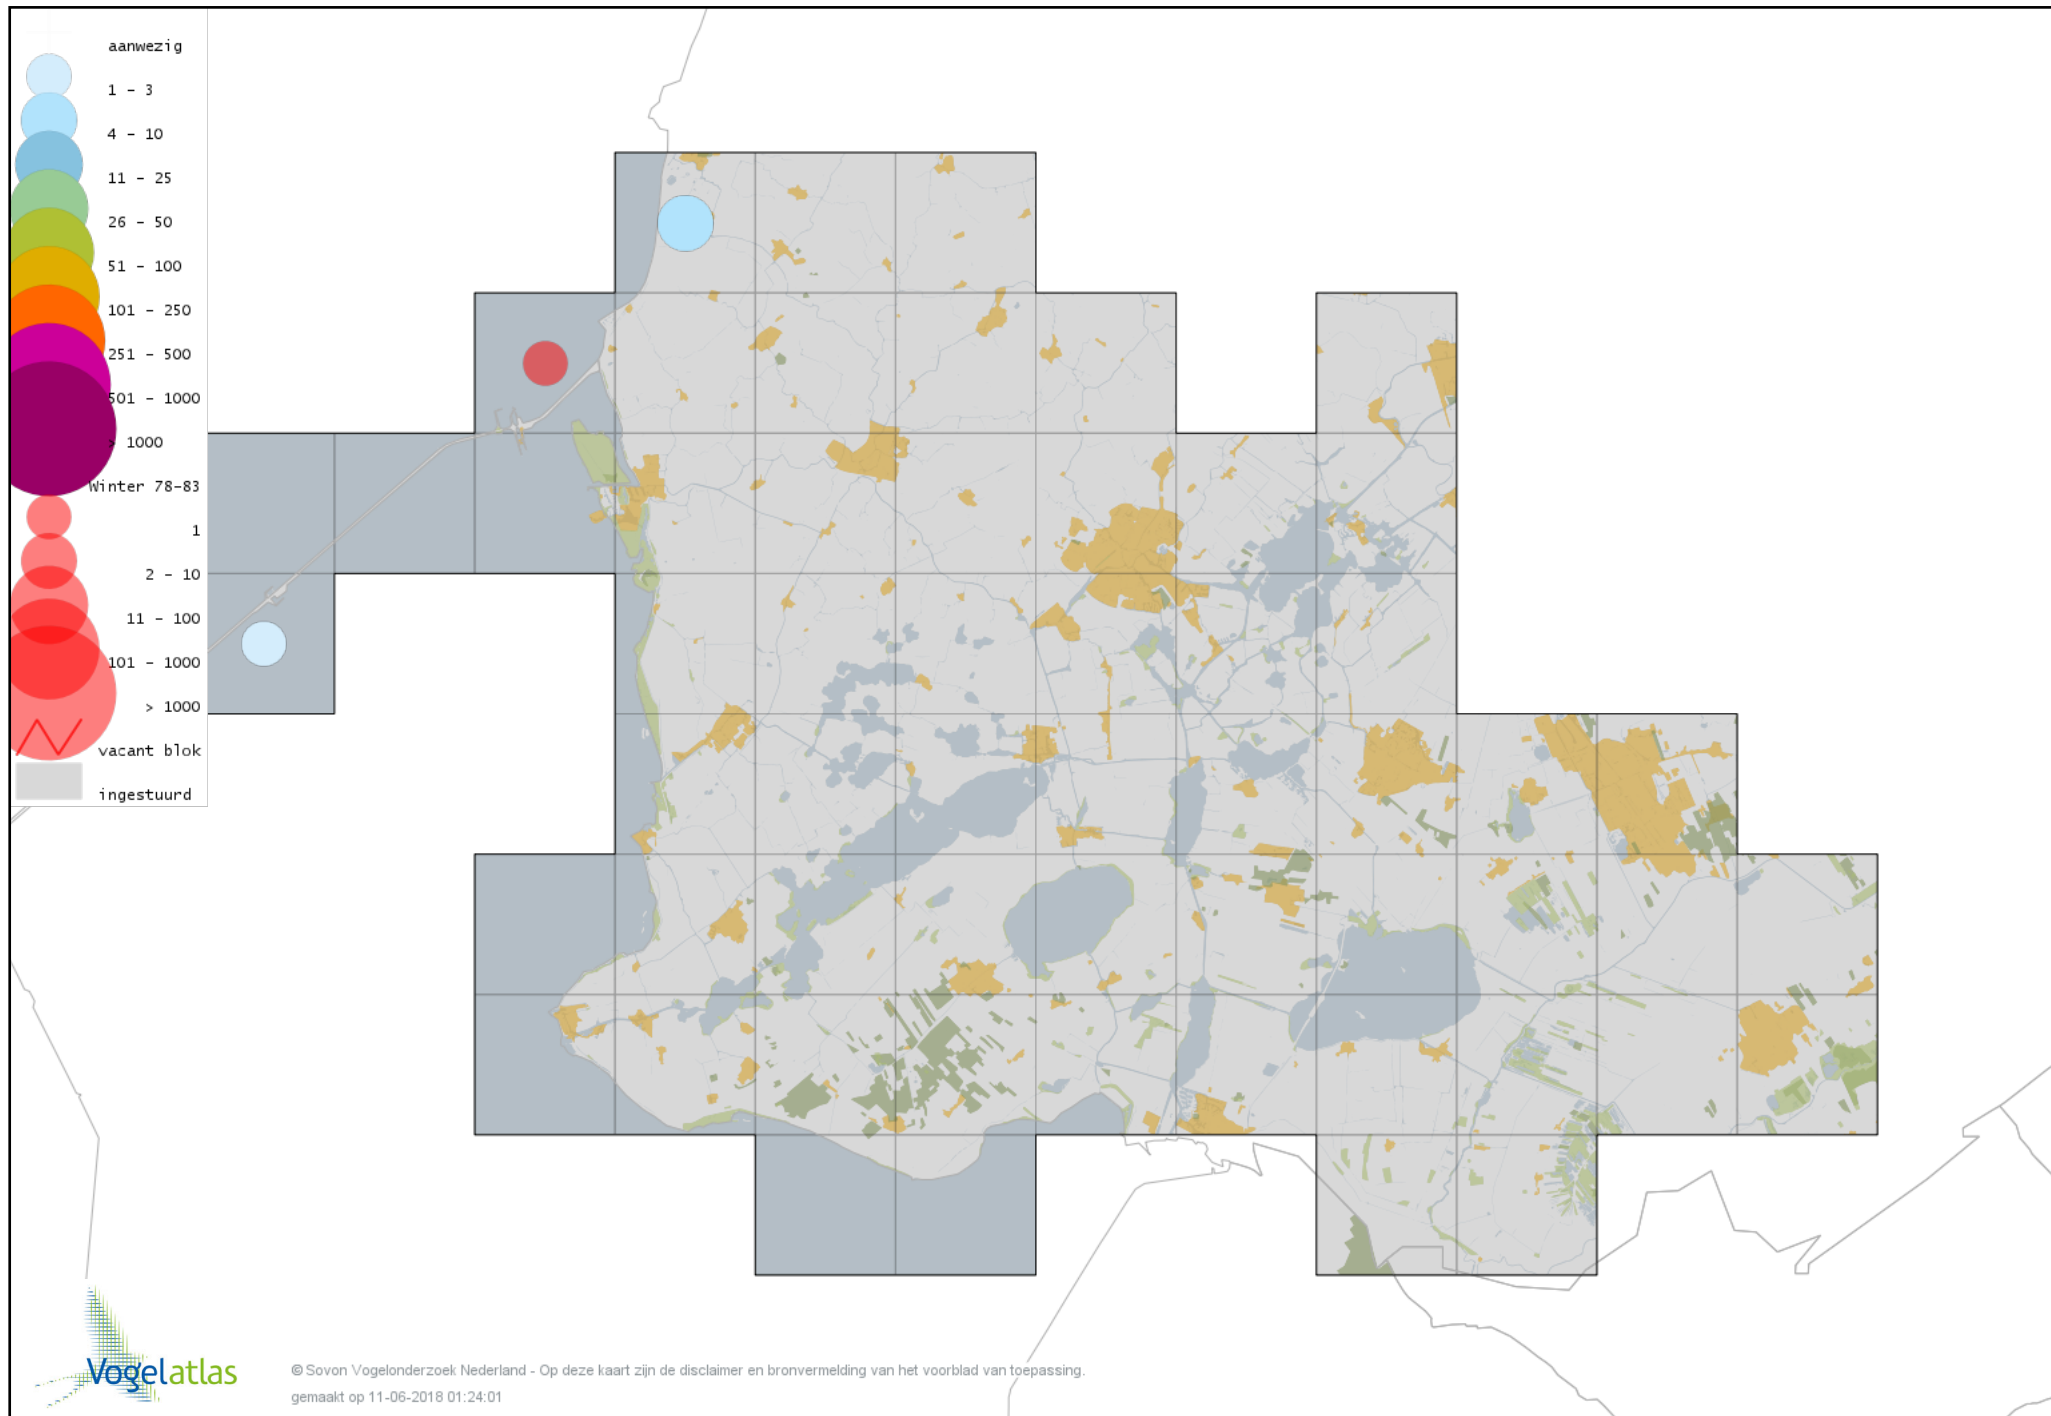 aanwezig
1 – 3
4 – 10
11 – 25
26 – 50
51 – 100
101 – 250
251 – 500
501 – 1000
> 1000
Winter 78-83
1
2 – 10
11 – 100
101 – 1000
> 1000
vacant blok
ingestuurd
Vogelatlas
© Sovon Vogelonderzoek Nederland - Op deze kaart zijn de disclaimer en bronvermelding van het voorblad van toepassing.
gemaakt op 11-06-2018 01:24:01